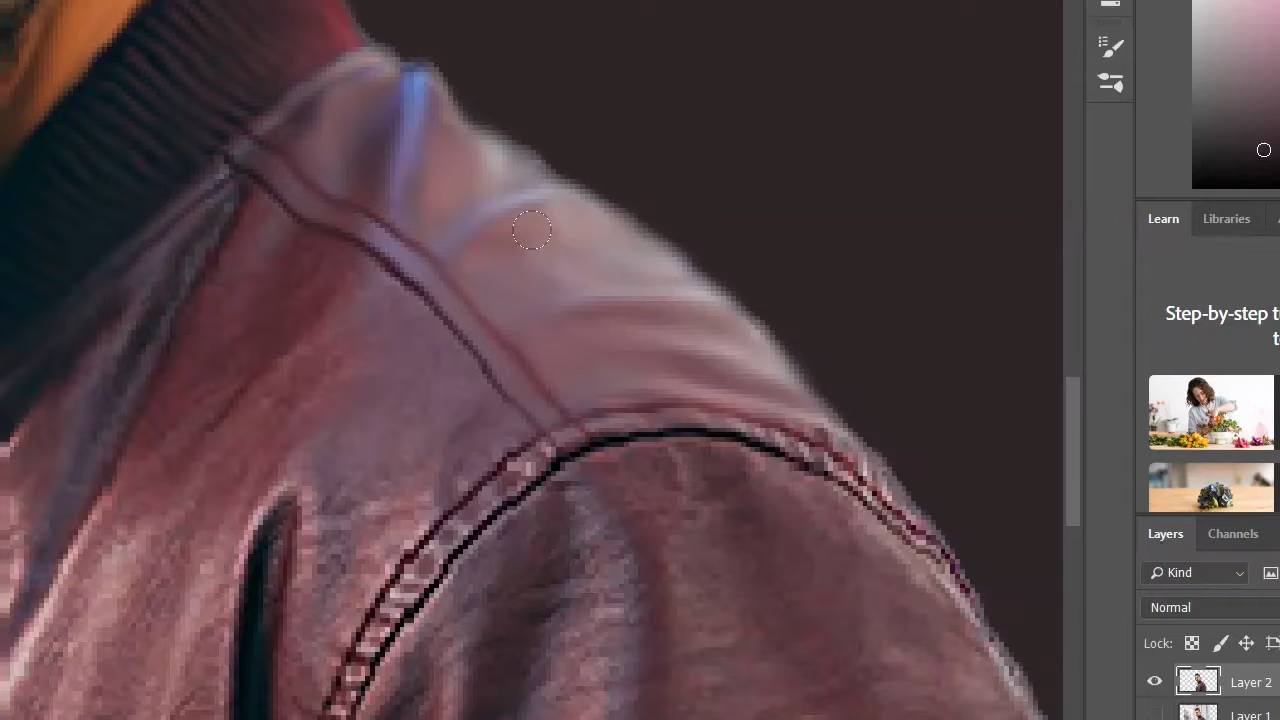 Learn
Libraries
Step-by-step
Layers
Channels
Kind
Normal
Lock:
Layer 2
Layer 1